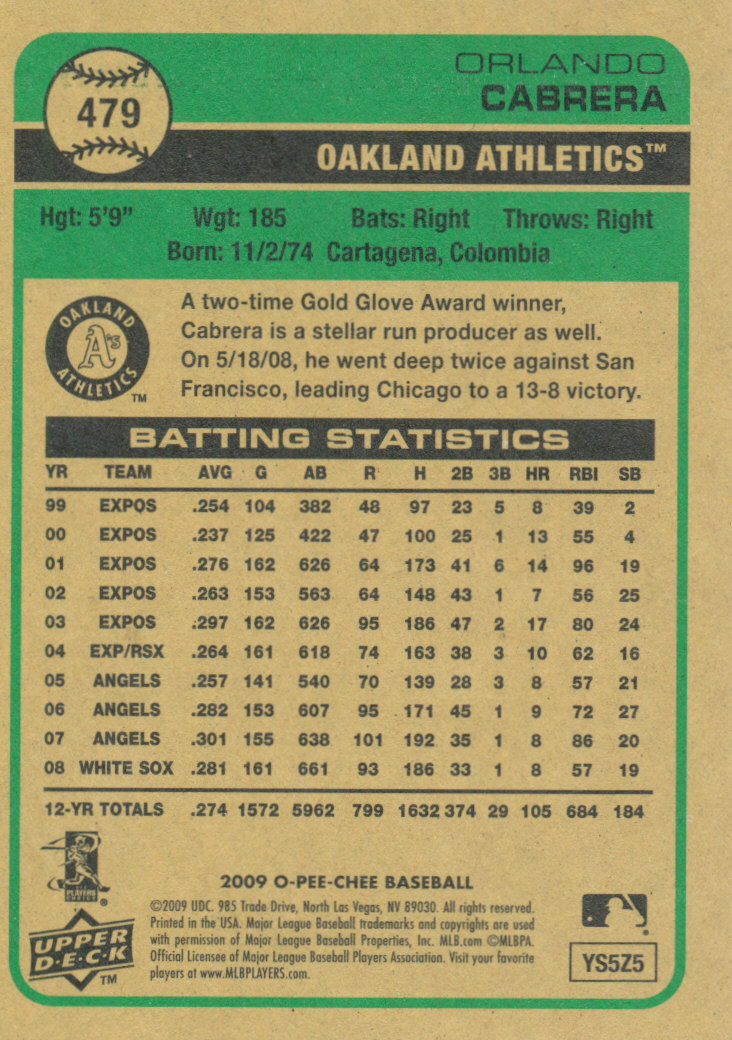 479
ORLANDO
CABRERA
OAKLAND ATHLETICS™
Hgt: 5'9" Wgt: 185 Bats: Right Throws: Right
Born: 11/2/74 Cartagena, Colombia
OAKLAND
A's
ATHLETICS
TM
A two-time Gold Glove Award winner,
Cabrera is a stellar run producer as well.
On 5/18/08, he went deep twice against San
Francisco, leading Chicago to a 13-8 victory.
BATTING STATISTICS
YR TEAM AVG G AB R H 2B 3B HR RBI SB
99 EXPOS .254 104 382 48 97 23 5 8 39 2
00 EXPOS .237 125 422 47 100 25 1 13 55 4
01 EXPOS .276 162 626 64 173 41 6 14 96 19
02 EXPOS .263 153 563 64 148 43 1 7 56 25
03 EXPOS .297 162 626 95 186 47 2 17 80 24
04 EXP/RSX .264 161 618 74 163 38 3 10 62 16
05 ANGELS .257 141 540 70 139 28 3 8 57 21
06 ANGELS .282 153 607 95 171 45 1 9 72 27
07 ANGELS .301 155 638 101 192 35 1 8 86 20
08 WHITE SOX .281 161 661 93 186 33 1 8 57 19
12-YR TOTALS .274 1572 5962 799 1632 374 29 105 684 184
PLAYERS
CHOICE
®
2009 O-PEE-CHEE BASEBALL
©2009 UDC. 985 Trade Drive, North Las Vegas, NV 89030. All rights reserved.
Printed in the USA. Major League Baseball trademarks and copyrights are used
with permission of Major League Baseball Properties, Inc. MLB.com ©MLBPA.
Official Licensee of Major League Baseball Players Association. Visit your favorite
players at www.MLBPLAYERS.com.
UPPER
D·E·C·K
TM
®
YS5Z5